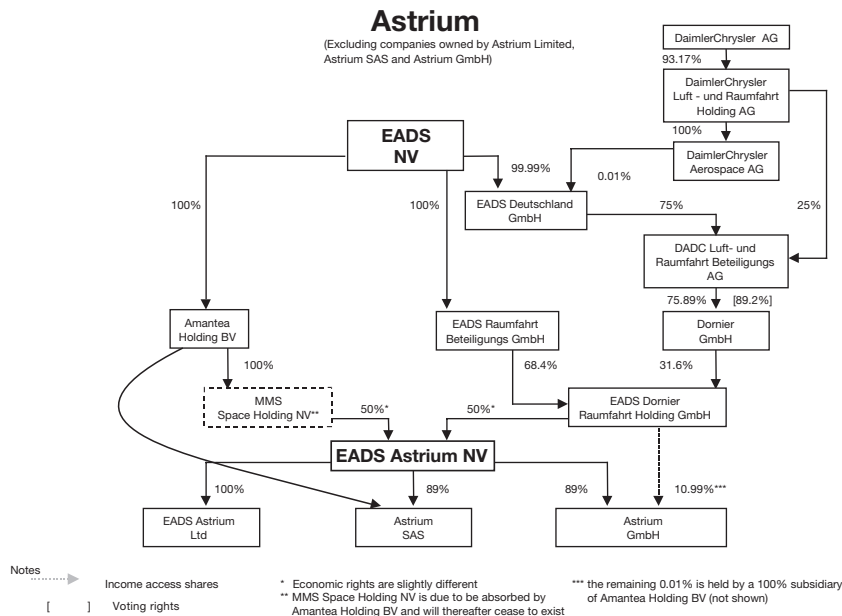 Astrium
(Excluding companies owned by Astrium Limited,
Astrium SAS and Astrium GmbH)
DaimlerChrysler AG
93.17%
DaimlerChrysler
Luft - und Raumfahrt
Holding AG
100%
DaimlerChrysler
Aerospace AG
EADS
NV
99.99%
0.01%
100%
100%
EADS Deutschland
GmbH
75%
25%
DADC Luft- und
Raumfahrt Beteiligungs
AG
75.89%
[89.2%]
Amantea
Holding BV
EADS Raumfahrt
Beteiligungs GmbH
Dornier
GmbH
100%
68.4%
31.6%
MMS
Space Holding NV**
50%*
50%*
EADS Dornier
Raumfahrt Holding GmbH
EADS Astrium NV
100%
89%
89%
10.99%***
EADS Astrium
Ltd
Astrium
SAS
Astrium
GmbH
Notes
Income access shares
[ ] Voting rights
* Economic rights are slightly different
** MMS Space Holding NV is due to be absorbed by
Amantea Holding BV and will thereafter cease to exist
*** the remaining 0.01% is held by a 100% subsidiary
of Amantea Holding BV (not shown)